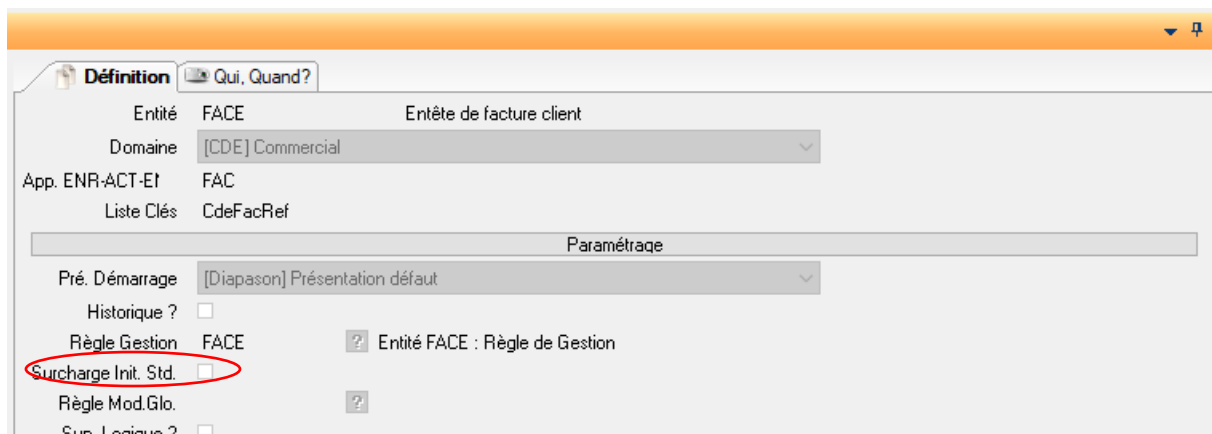 Définition Qui, Quand?
Entité FACE Entête de facture client
Domaine [CDE] Commercial
App. ENR-ACT-EN FAC
Liste Clés CdeFacRef
Paramétrage
Pré. Démarrage [Diapason] Présentation défaut
Historique ?
Règle Gestion FACE ? Entité FACE : Règle de Gestion
Surcharge Init. Std.
Règle Mod.Glo. ?
Sup. Logique ?